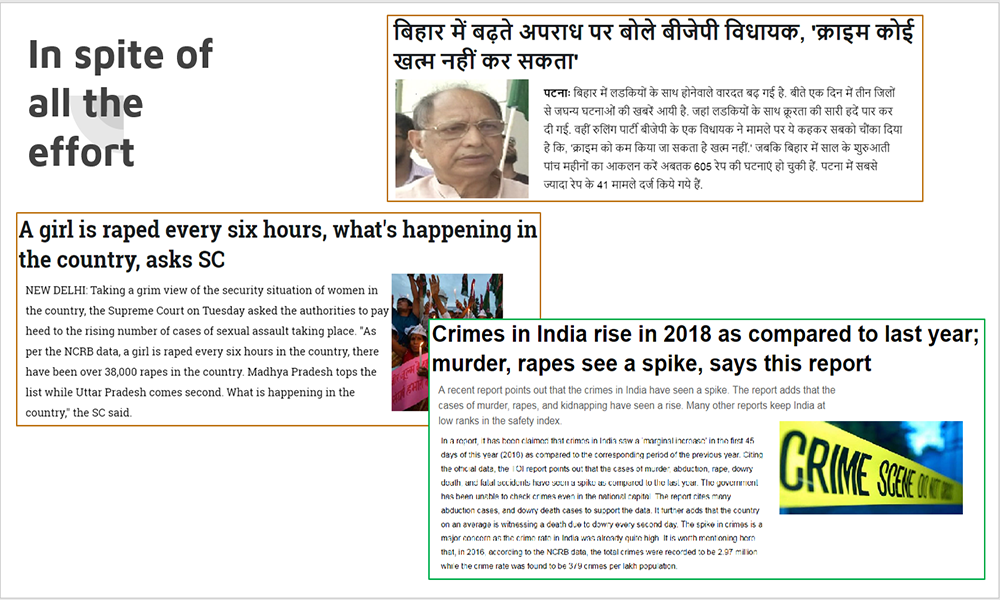 In spite of
all the
effort
बिहार में बढ़ते अपराध पर बोले बीजेपी विधायक, 'क्राइम कोई
खत्म नहीं कर सकता'
पटनाः बिहार में लडकियों के साथ होनेवाले वारदत बढ़ गई है. बीते एक दिन में तीन जिलों
से जघन्य घटनाओं की खबरें आयी है. जहां लडकियों के साथ क्रूरता की सारी हदें पार कर
दी गई. वहीं रुलिंग पार्टी बीजेपी के एक विधायक ने मामले पर ये कहकर सबको चौंका दिया
है कि, 'क्राइम को कम किया जा सकता है खत्म नहीं.' जबकि बिहार में साल के शुरुआती
पांच महीनों का आकलन करें अबतक 605 रेप की घटनाएं हो चुकी हैं. पटना में सबसे
ज्यादा रेप के 41 मामले दर्ज किये गये हैं.
A girl is raped every six hours, what's happening in
the country, asks SC
NEW DELHI: Taking a grim view of the security situation of women in
the country, the Supreme Court on Tuesday asked the authorities to pay
heed to the rising number of cases of sexual assault taking place. "As
per the NCRB data, a girl is raped every six hours in the country, there
have been over 38,000 rapes in the country. Madhya Pradesh tops the
list while Uttar Pradesh comes second. What is happening in the
country," the SC said.
Crimes in India rise in 2018 as compared to last year;
murder, rapes see a spike, says this report
A recent report points out that the crimes in India have seen a spike. The report adds that the
cases of murder, rapes, and kidnapping have seen a rise. Many other reports keep India at
low ranks in the safety index.
In a report, it has been claimed that crimes in India saw a 'marginal increase' in the first 45
days of this year (2018) as compared to the corresponding period of the previous year. Citing
the official data, the TOI report points out that the cases of murder, abduction, rape, dowry
death, and fatal accidents have seen a spike as compared to the last year. The government
has been unable to check crimes even in the national capital. The report cites many
abduction cases, and dowry death cases to support the data. It further adds that the country
on an average is witnessing a death due to dowry every second day. The spike in crimes is a
major concern as the crime rate in India was already quite high. It is worth mentioning here
that, in 2016, according to the NCRB data, the total crimes were recorded to be 2.97 million
while the crime rate was found to be 379 crimes per lakh population.
CRIME SCENE DO NOT